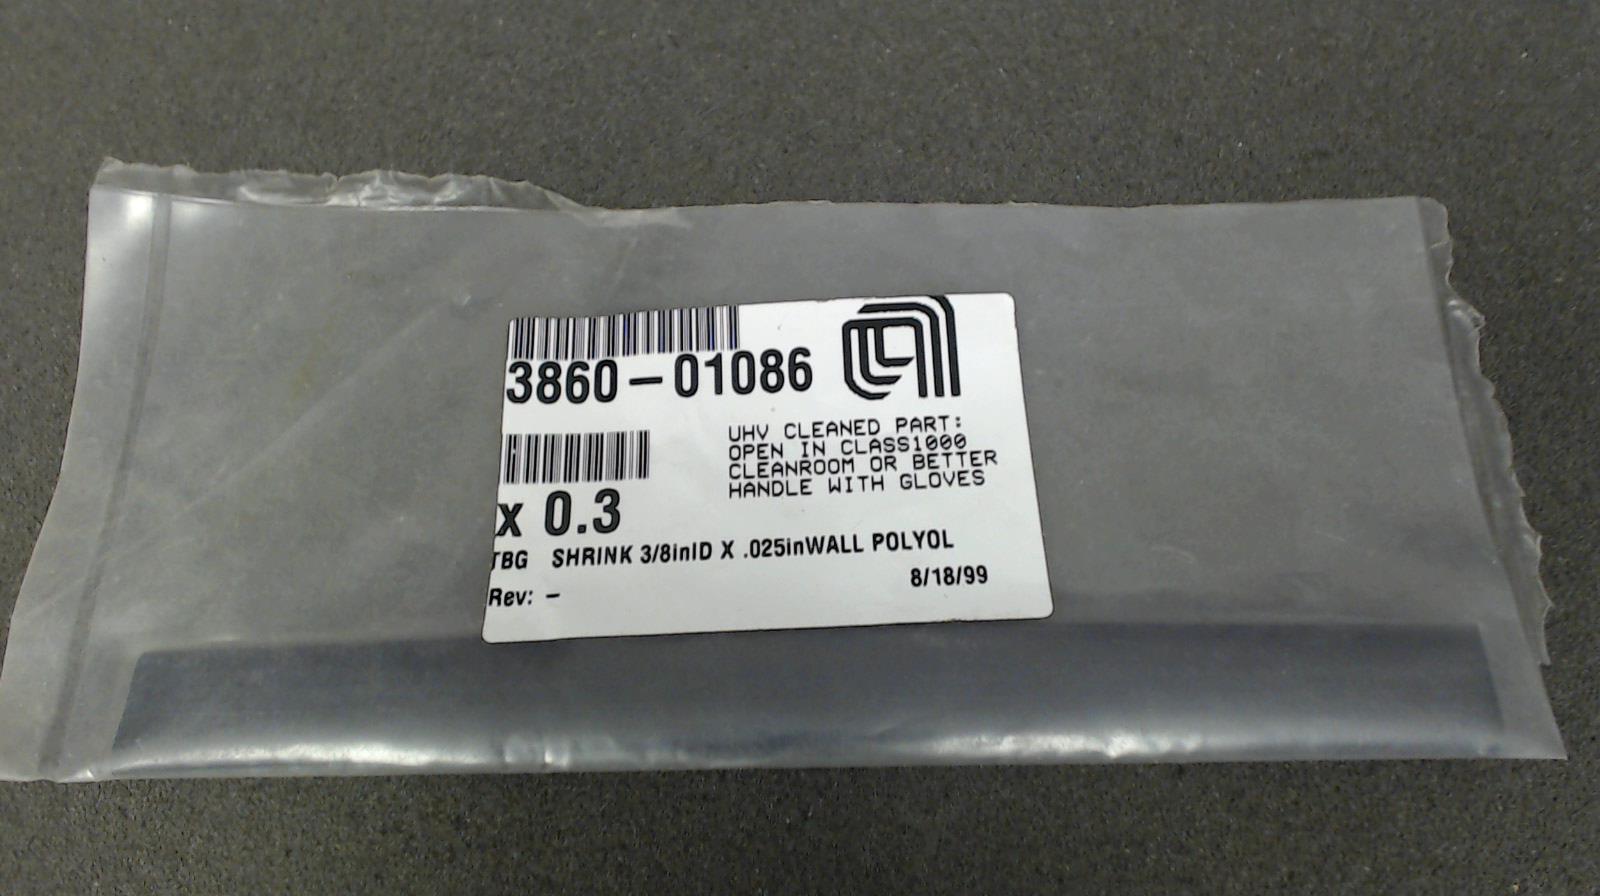 3860-01086
UHV CLEANED PART:
OPEN IN CLASS1000
CLEANROOM OR BETTER
HANDLE WITH GLOVES
x 0.3
TBG SHRINK 3/8inID X .025inWALL POLYOL
8/18/99
Rev: -